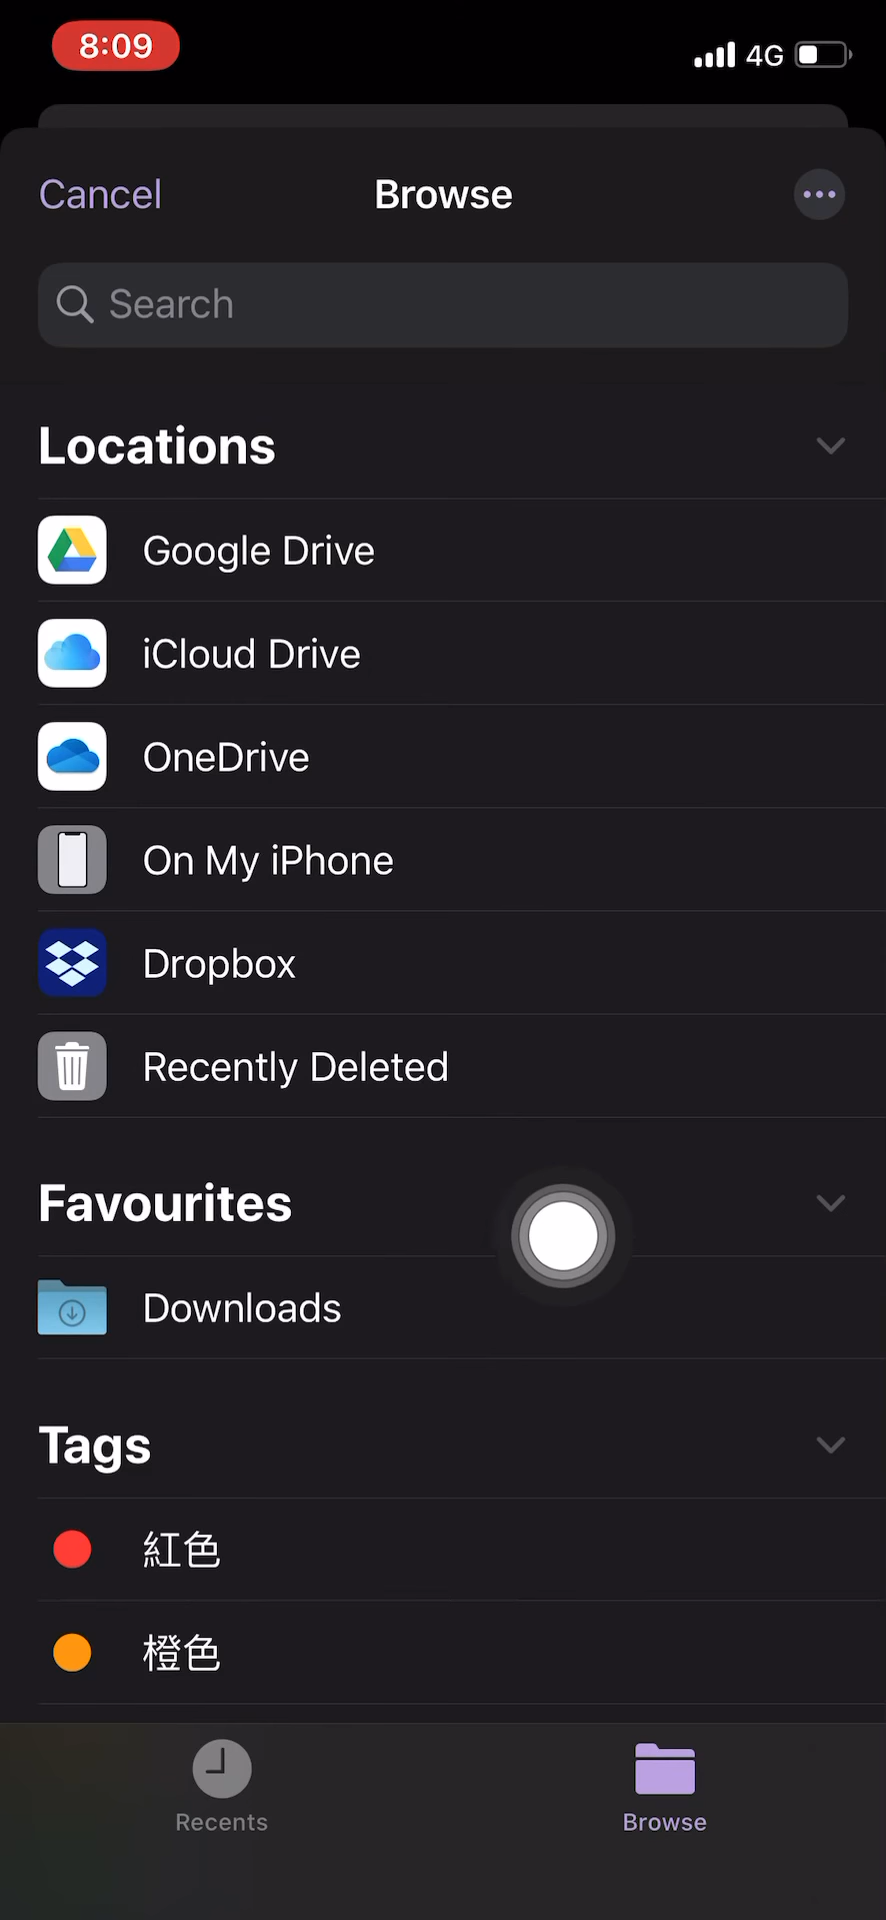 8:09
4G
Cancel
Browse
Search
Locations
Google Drive
iCloud Drive
OneDrive
On My iPhone
Dropbox
Recently Deleted
Favourites
Downloads
Tags
紅色
橙色
Recents
Browse